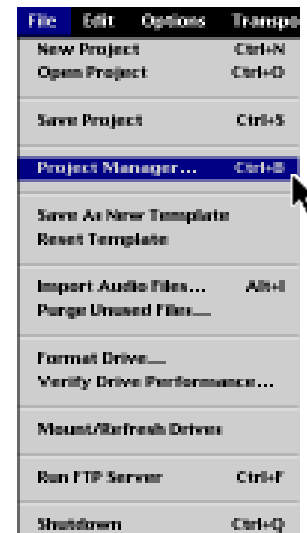 File Edit Options Transpo
New Project Ctrl+N
Open Project Ctrl+O
Save Project Ctrl+S
Project Manager... Ctrl+B
Save As New Template
Reset Template
Import Audio Files... Alt+I
Purge Unused Files...
Format Drive...
Verify Drive Performance...
Mount/Refresh Drives
Run FTP Server Ctrl+F
Shutdown Ctrl+Q